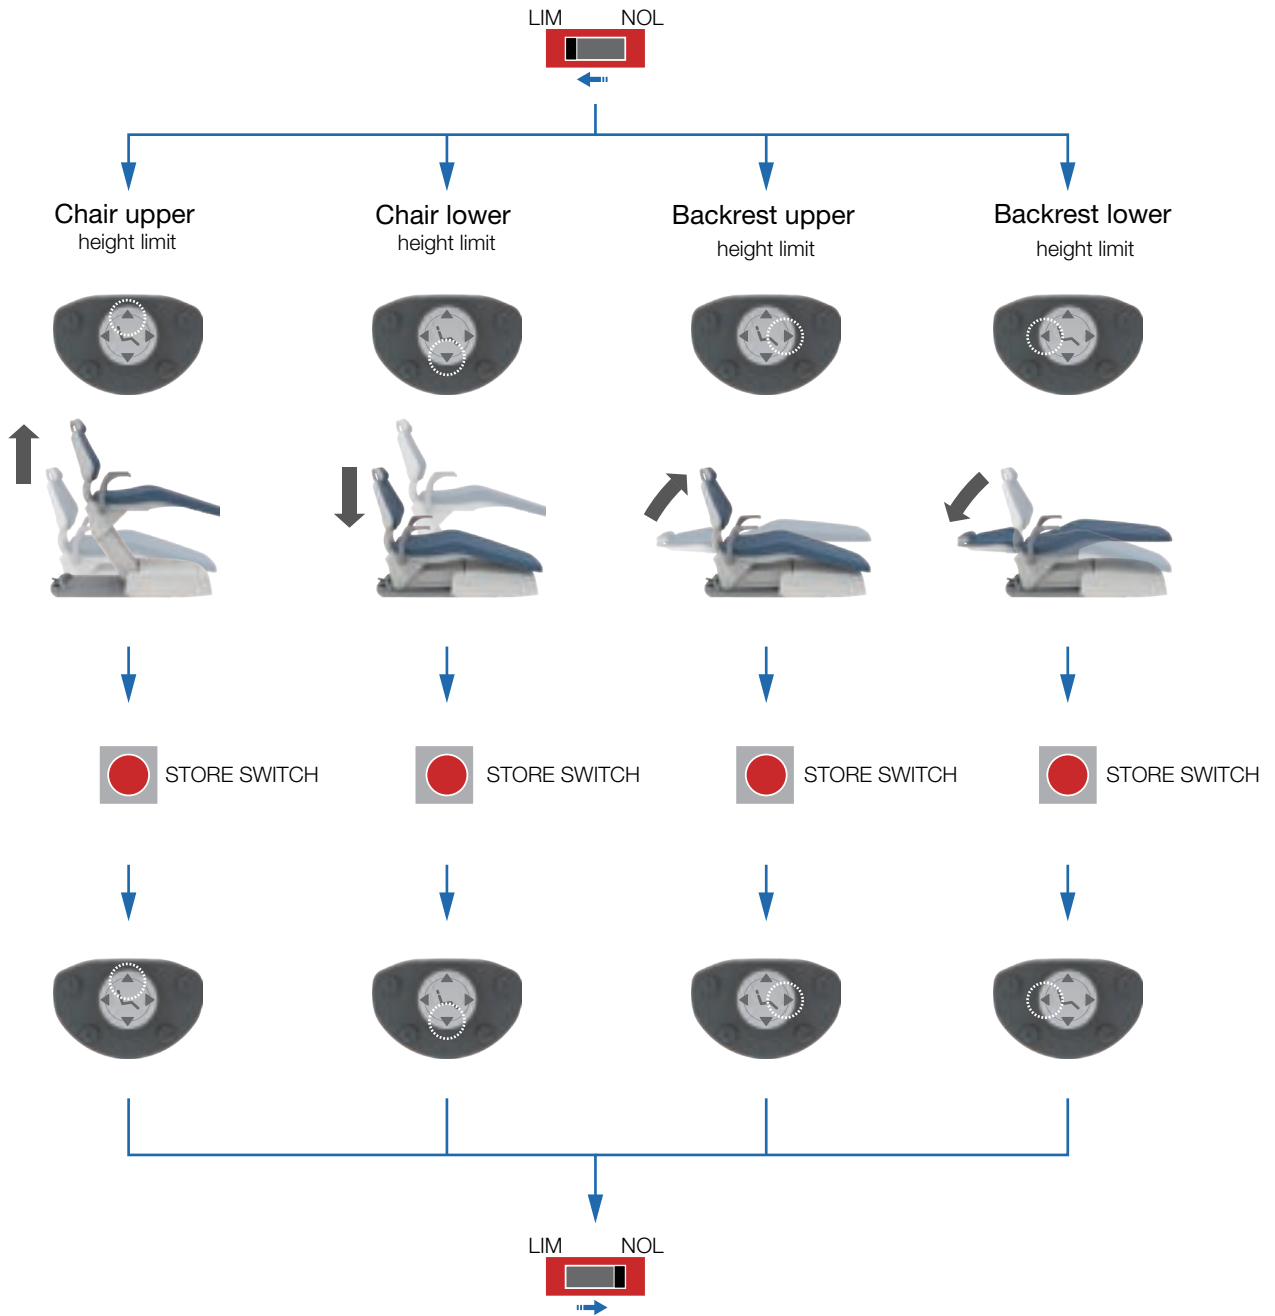 LIM NOL
Chair upper
height limit
Chair lower
height limit
Backrest upper
height limit
Backrest lower
height limit
STORE SWITCH
STORE SWITCH
STORE SWITCH
STORE SWITCH
LIM NOL